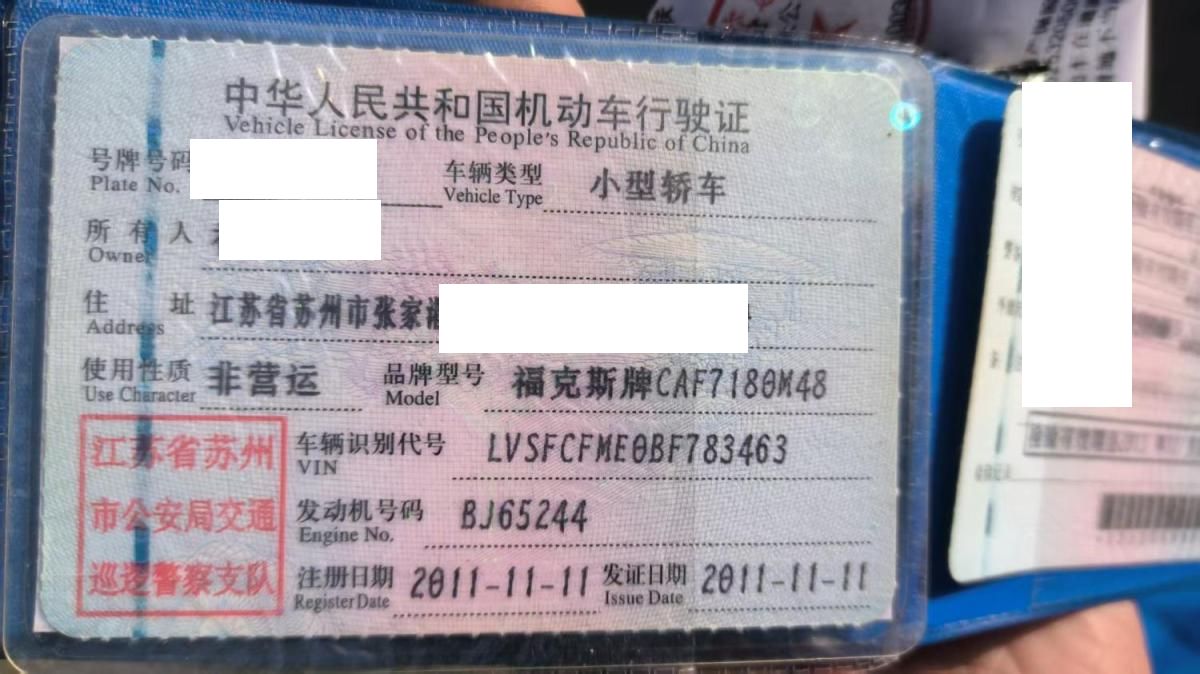 中华人民共和国机动车行驶证
Vehicle License of the People's Republic of China
号牌号码
Plate No.
车辆类型 小型轿车
Vehicle Type
所有人
Owner
住址 江苏省苏州市张家港
Address
使用性质 非营运
Use Character
品牌型号 福克斯牌CAF7180M48
Model
江苏省苏州
市公安局交通
巡逻警察支队
车辆识别代号 LVSFCFME0BF783463
VIN
发动机号码 BJ65244
Engine No.
注册日期 2011-11-11
Register Date
发证日期 2011-11-11
Issue Date